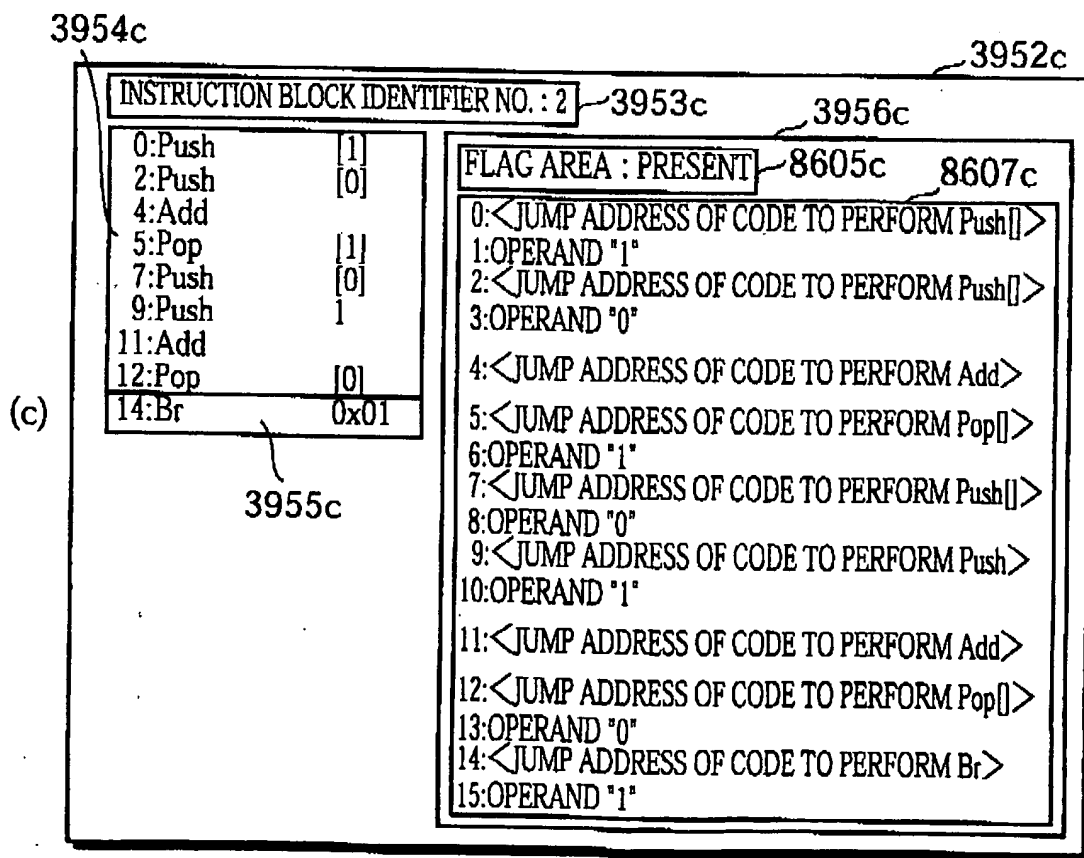 3954c
3952c
INSTRUCTION BLOCK IDENTIFIER NO. : 2
3953c
3956c
0:Push [1]
2:Push [0]
4:Add
5:Pop [1]
7:Push [0]
9:Push 1
11:Add
12:Pop [0]
14:Br 0x01
(c)
3955c
FLAG AREA : PRESENT
8605c
8607c
0:<JUMP ADDRESS OF CODE TO PERFORM Push[]>
1:OPERAND "1"
2:<JUMP ADDRESS OF CODE TO PERFORM Push[]>
3:OPERAND "0"
4:<JUMP ADDRESS OF CODE TO PERFORM Add>
5:<JUMP ADDRESS OF CODE TO PERFORM Pop[]>
6:OPERAND "1"
7:<JUMP ADDRESS OF CODE TO PERFORM Push[]>
8:OPERAND "0"
9:<JUMP ADDRESS OF CODE TO PERFORM Push>
10:OPERAND "1"
11:<JUMP ADDRESS OF CODE TO PERFORM Add>
12:<JUMP ADDRESS OF CODE TO PERFORM Pop[]>
13:OPERAND "0"
14:<JUMP ADDRESS OF CODE TO PERFORM Br>
15:OPERAND "1"